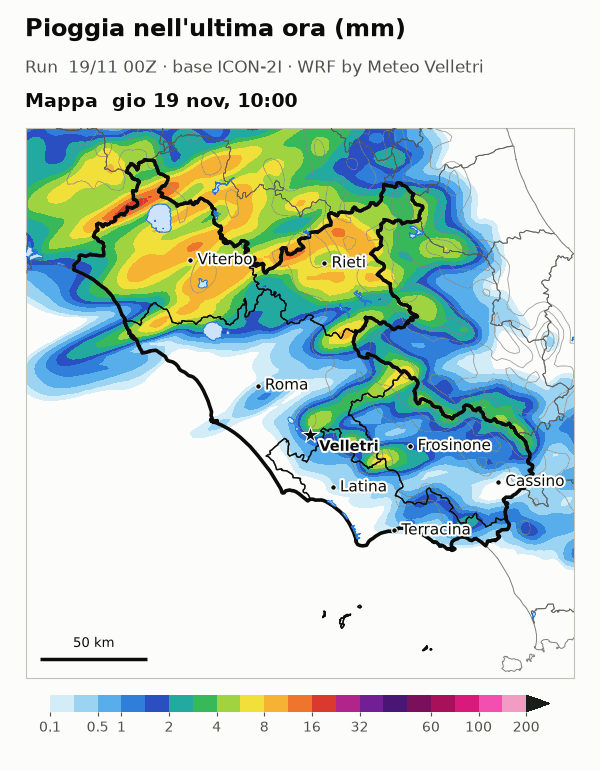 Pioggia nell'ultima ora (mm)
Run  19/11 00Z · base ICON-2I · WRF by Meteo Velletri
Mappa  gio 19 nov, 10:00
Viterbo
Rieti
Roma
Velletri
Frosinone
Cassino
Latina
Terracina
50 km
0.1 0.5 1 2 4 8 16 32 60 100 200